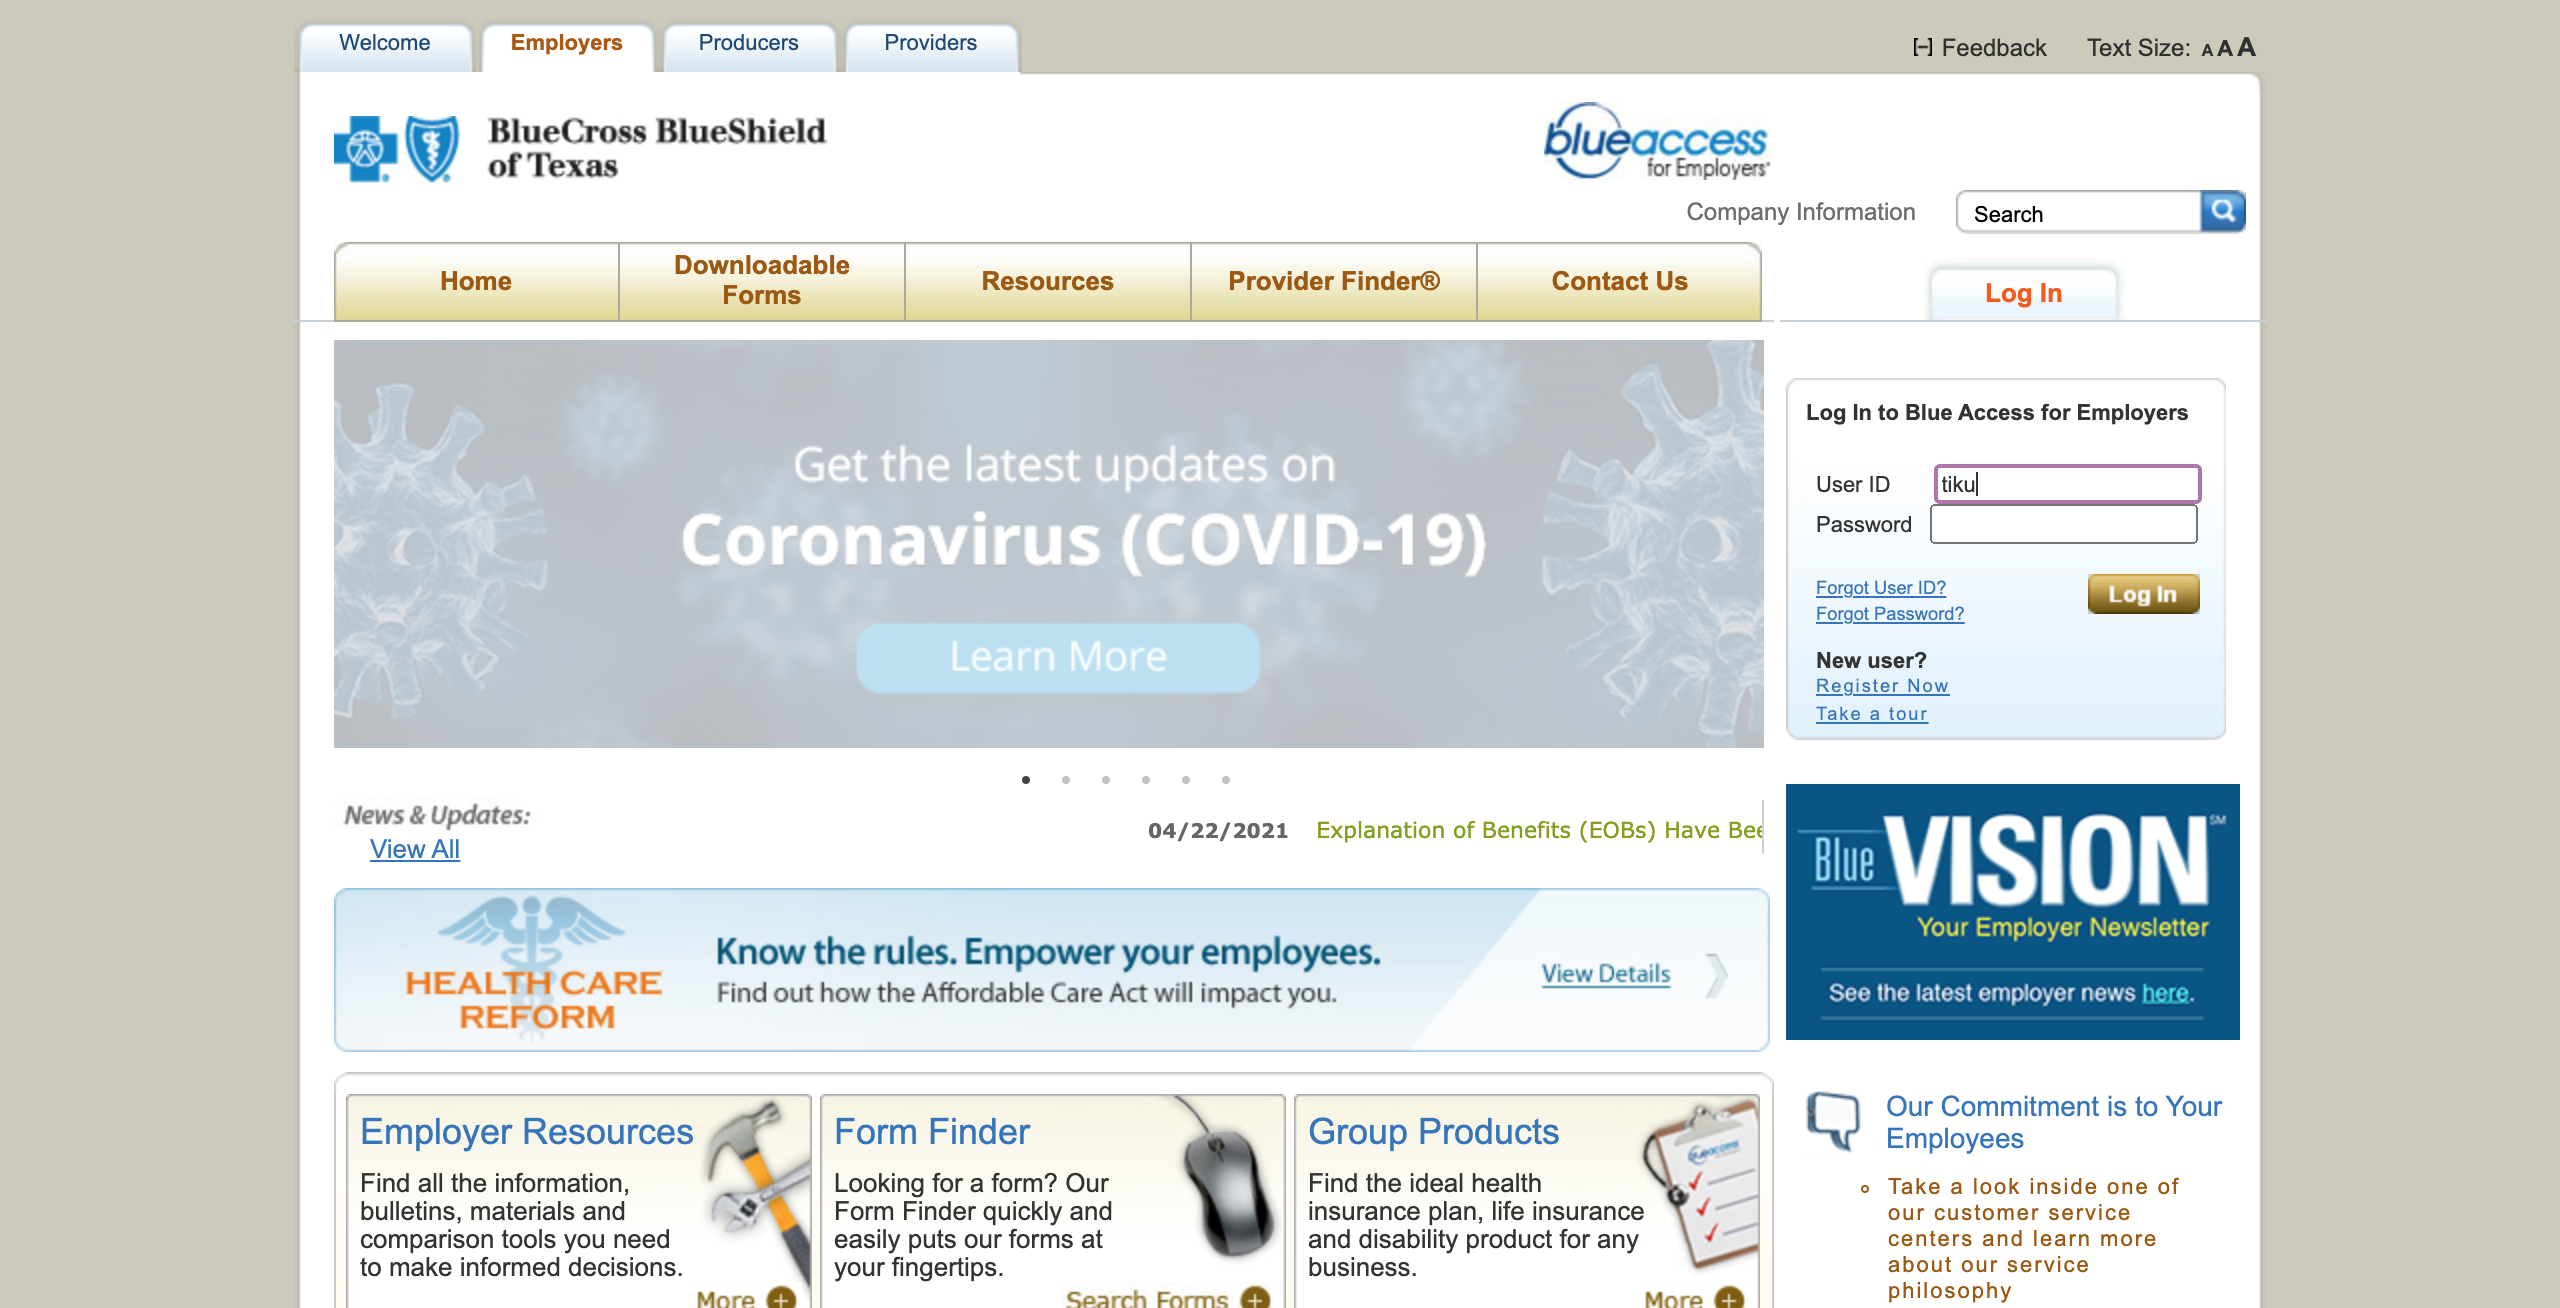 Welcome
Employers
Producers
Providers
[-] Feedback
Text Size: A A A
BlueCross BlueShield
of Texas
blueaccess
for Employers
Company Information
Search
Home
Downloadable
Forms
Resources
Provider Finder®
Contact Us
Log In
Get the latest updates on
Coronavirus (COVID-19)
Learn More
Log In to Blue Access for Employers
User ID
tiku
Password
Forgot User ID?
Forgot Password?
Log In
New user?
Register Now
Take a tour
News & Updates:
View All
04/22/2021 Explanation of Benefits (EOBs) Have Bee
HEALTH CARE
REFORM
Know the rules. Empower your employees.
Find out how the Affordable Care Act will impact you.
View Details
Blue VISION℠
Your Employer Newsletter
See the latest employer news here.
Employer Resources
Find all the information,
bulletins, materials and
comparison tools you need
to make informed decisions.
More
Form Finder
Looking for a form? Our
Form Finder quickly and
easily puts our forms at
your fingertips.
Search Forms
Group Products
Find the ideal health
insurance plan, life insurance
and disability product for any
business.
More
blueaccess
Our Commitment is to Your
Employees
Take a look inside one of
our customer service
centers and learn more
about our service
philosophy